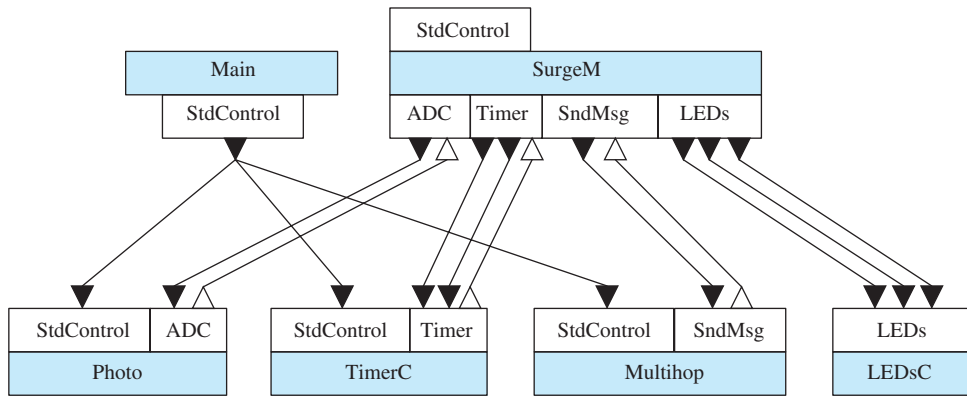 StdControl
Main
SurgeM
StdControl
ADC Timer SndMsg LEDs
StdControl ADC StdControl Timer StdControl SndMsg LEDs
Photo TimerC Multihop LEDsC